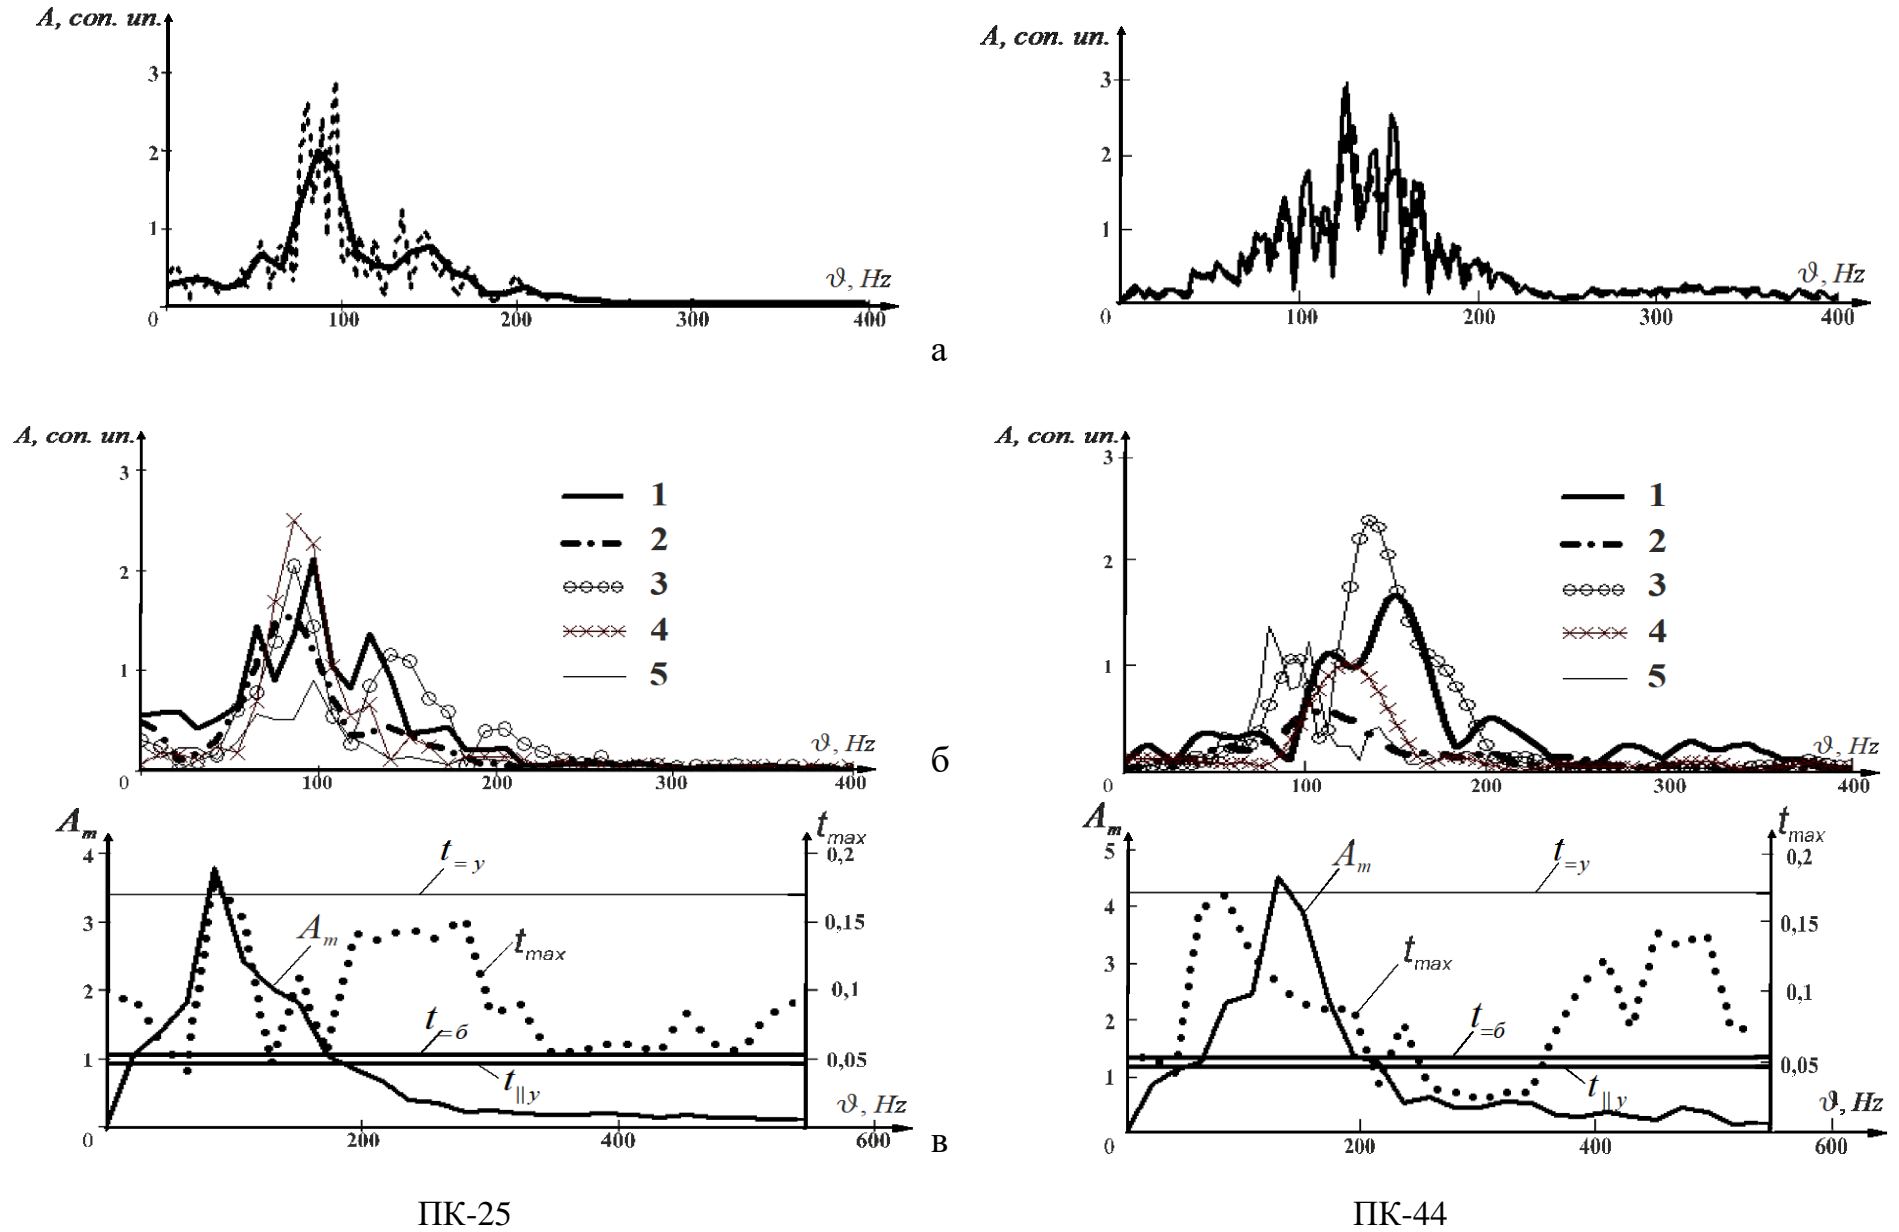 A, con. un.
3
2
1
0
100
200
300
400
ϑ, Hz
A, con. un.
3
2
1
0
100
200
300
400
ϑ, Hz
а
A, con. un.
3
2
1
0
100
200
300
400
ϑ, Hz
1
2
3
4
5
A, con. un.
3
2
1
0
100
200
300
400
ϑ, Hz
1
2
3
4
5
б
Aₘ
4
3
2
1
0
200
400
600
ϑ, Hz
tmax
0,2
0,15
0,1
0,05
t=y
Aₘ
tmax
t=б
t||y
Aₘ
5
4
3
2
1
0
200
400
600
ϑ, Hz
tmax
0,2
0,15
0,1
0,05
t=y
Aₘ
tmax
t=б
t||y
в
ПК-25
ПК-44